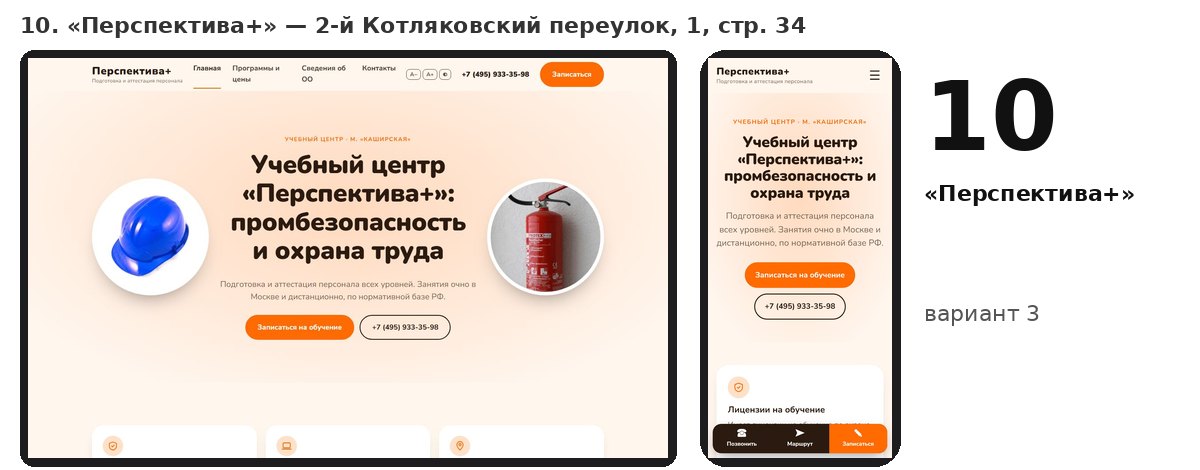 10. «Перспектива+» — 2-й Котляковский переулок, 1, стр. 34
Перспектива+
Подготовка и аттестация персонала
Главная
Программы и
цены
Сведения об
ОО
Контакты
A−
A+
+7 (495) 933-35-98
Записаться
УЧЕБНЫЙ ЦЕНТР · М. «КАШИРСКАЯ»
Учебный центр
«Перспектива+»:
промбезопасность
и охрана труда
Подготовка и аттестация персонала всех уровней. Занятия очно в
Москве и дистанционно, по нормативной базе РФ.
Записаться на обучение
+7 (495) 933-35-98
Перспектива+
Подготовка и аттестация персонала
УЧЕБНЫЙ ЦЕНТР · М. «КАШИРСКАЯ»
Учебный центр
«Перспектива+»:
промбезопасность и
охрана труда
Подготовка и аттестация персонала
всех уровней. Занятия очно в Москве и
дистанционно, по нормативной базе РФ.
Записаться на обучение
+7 (495) 933-35-98
Лицензии на обучение
Позвонить
Маршрут
Записаться
10
«Перспектива+»
вариант 3